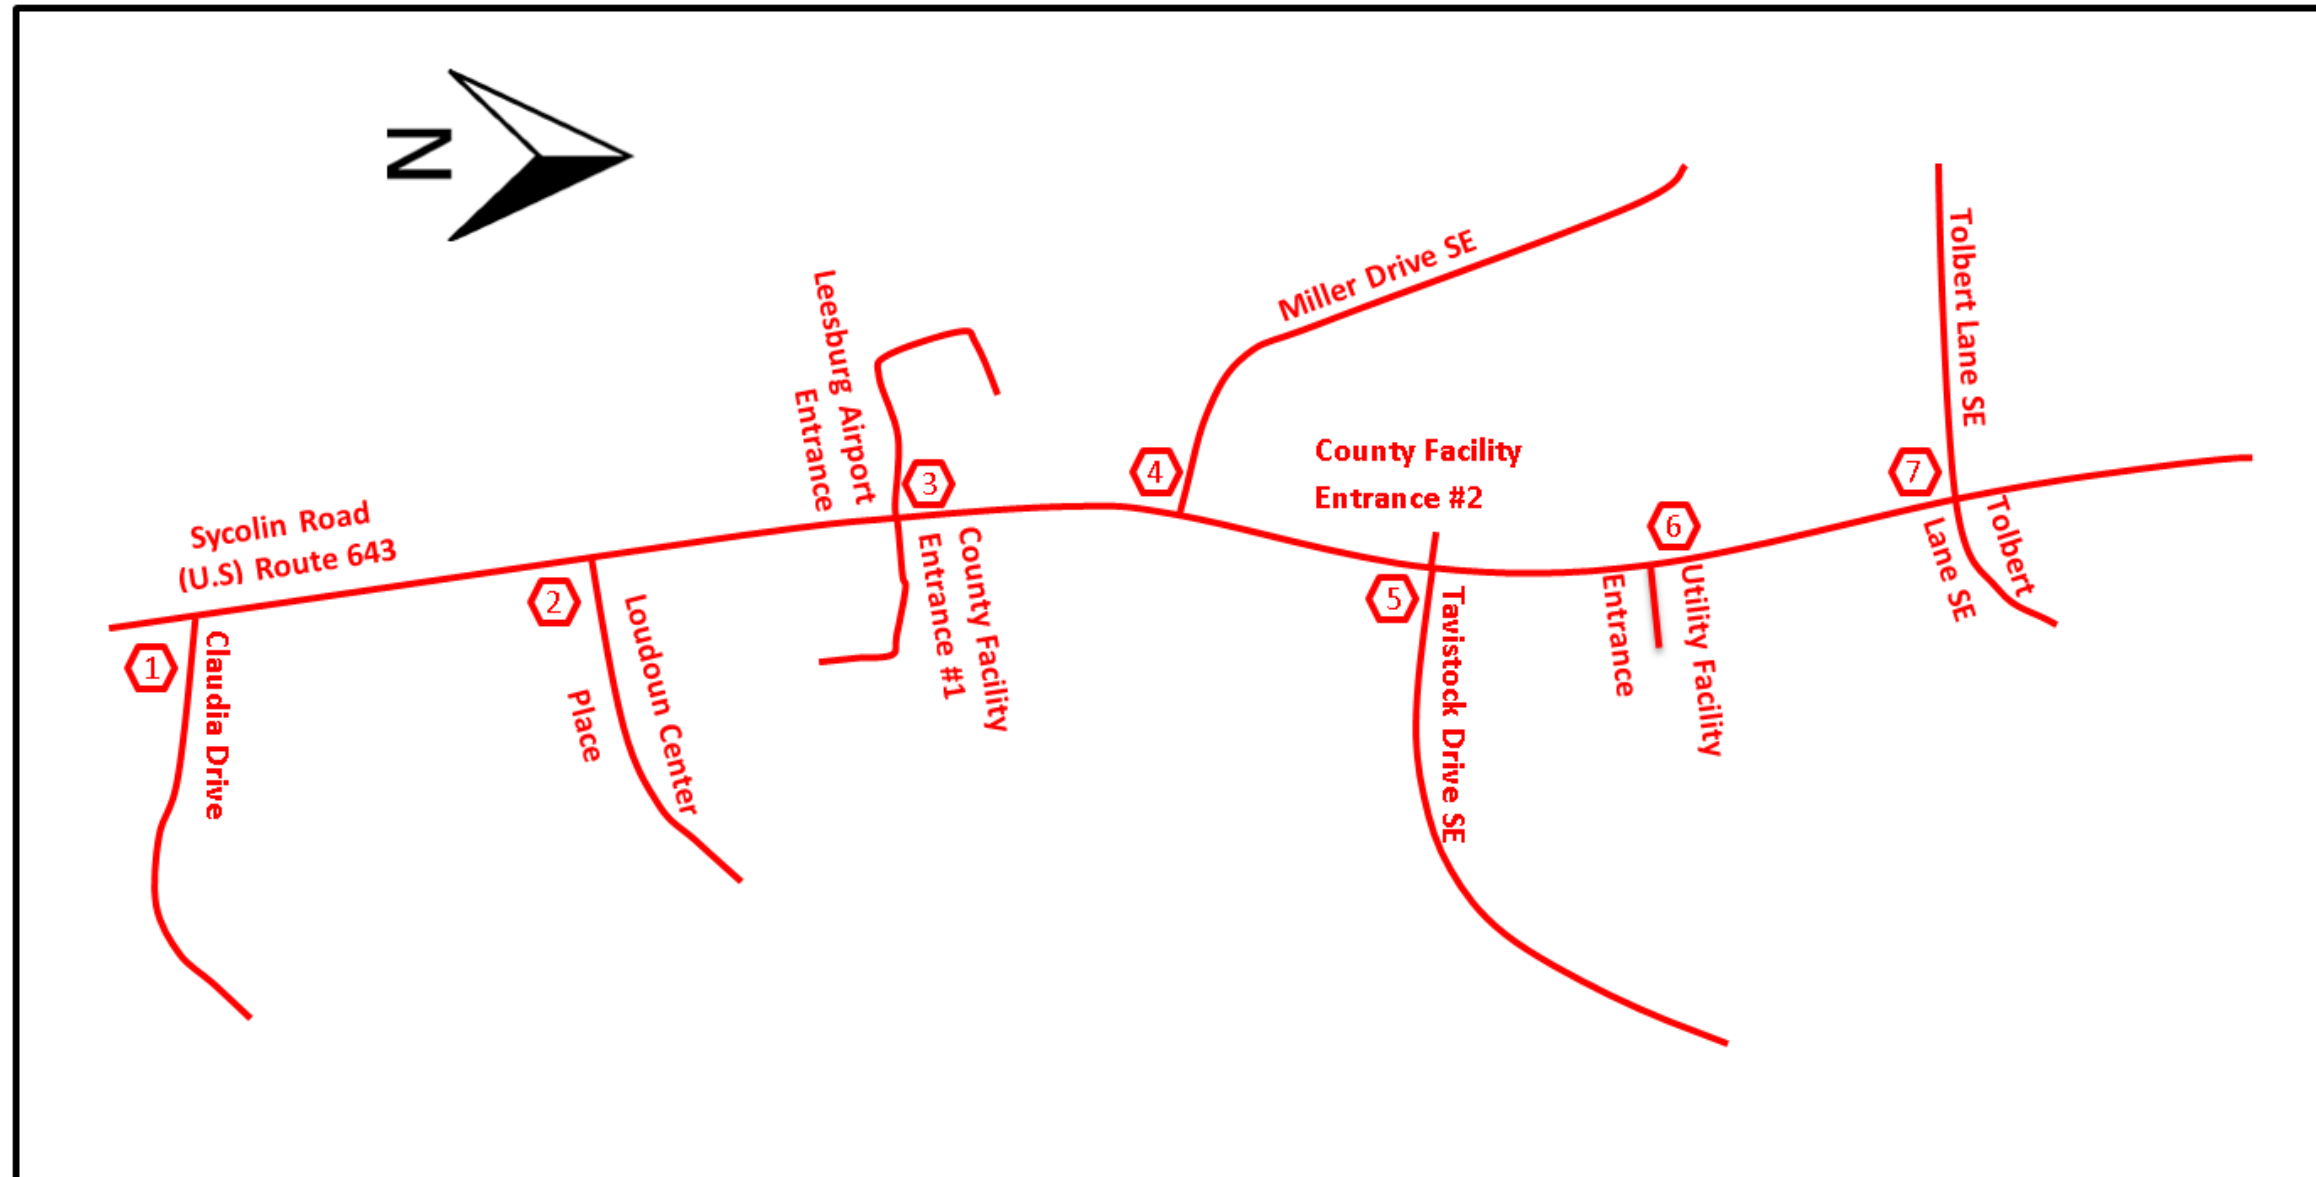 N
Sycolin Road
(U.S) Route 643
1
Claudia Drive
2
Loudoun Center
Place
Leesburg Airport
Entrance
3
County Facility
Entrance #1
4
Miller Drive SE
County Facility
Entrance #2
5
Tavistock Drive SE
6
Utility Facility
Entrance
7
Tolbert Lane SE
Tolbert
Lane SE